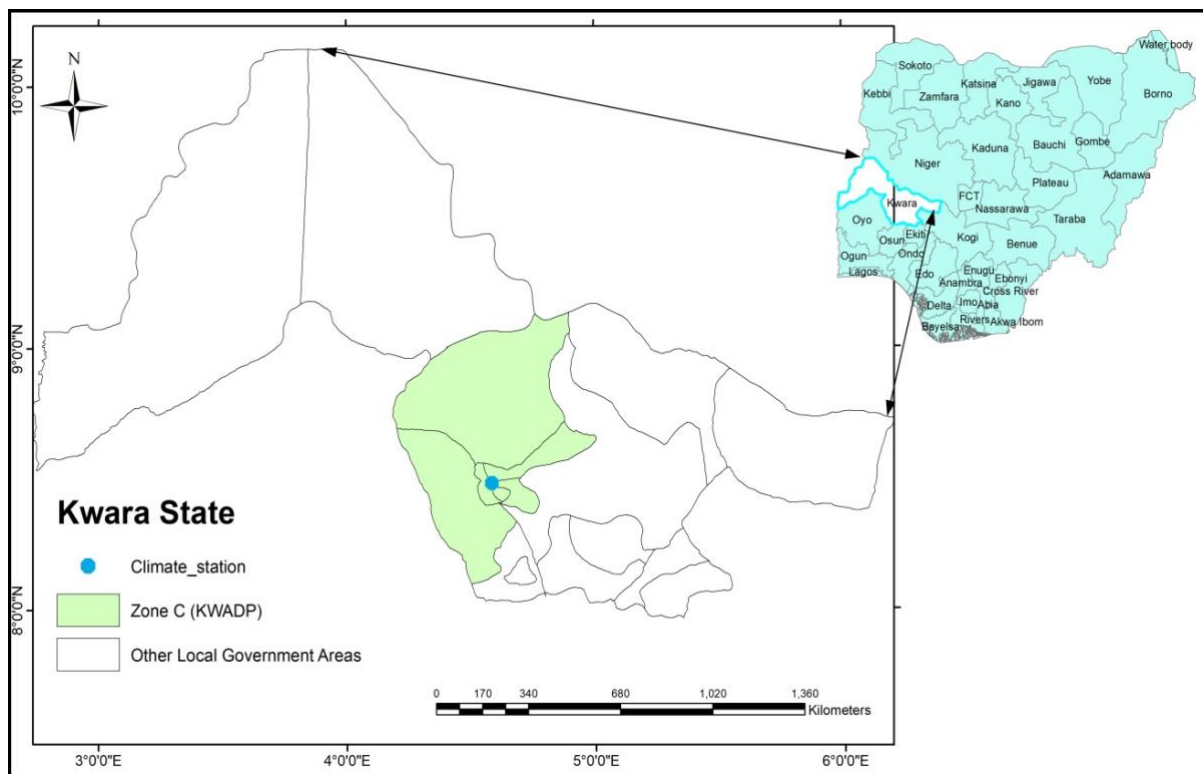 N
10°0'0"N
9°0'0"N
8°0'0"N
Kwara State
Climate_station
Zone C (KWADP)
Other Local Government Areas
0 170 340 680 1,020 1,360
Kilometers
3°0'0"E 4°0'0"E 5°0'0"E 6°0'0"E
Water body
Sokoto
Katsina
Jigawa
Yobe
Kebbi
Zamfara
Kano
Borno
Kaduna
Bauchi
Gombe
Niger
Adamawa
Plateau
FCT
Kwara
Nassarawa
Taraba
Oyo
Ekiti
Kogi
Benue
Osun
Ondo
Ogun
Lagos
Edo
Enugu
Anambra
Ebonyi
Cross River
Delta
Imo
Abia
Bayelsa
Rivers
Akwa Ibom